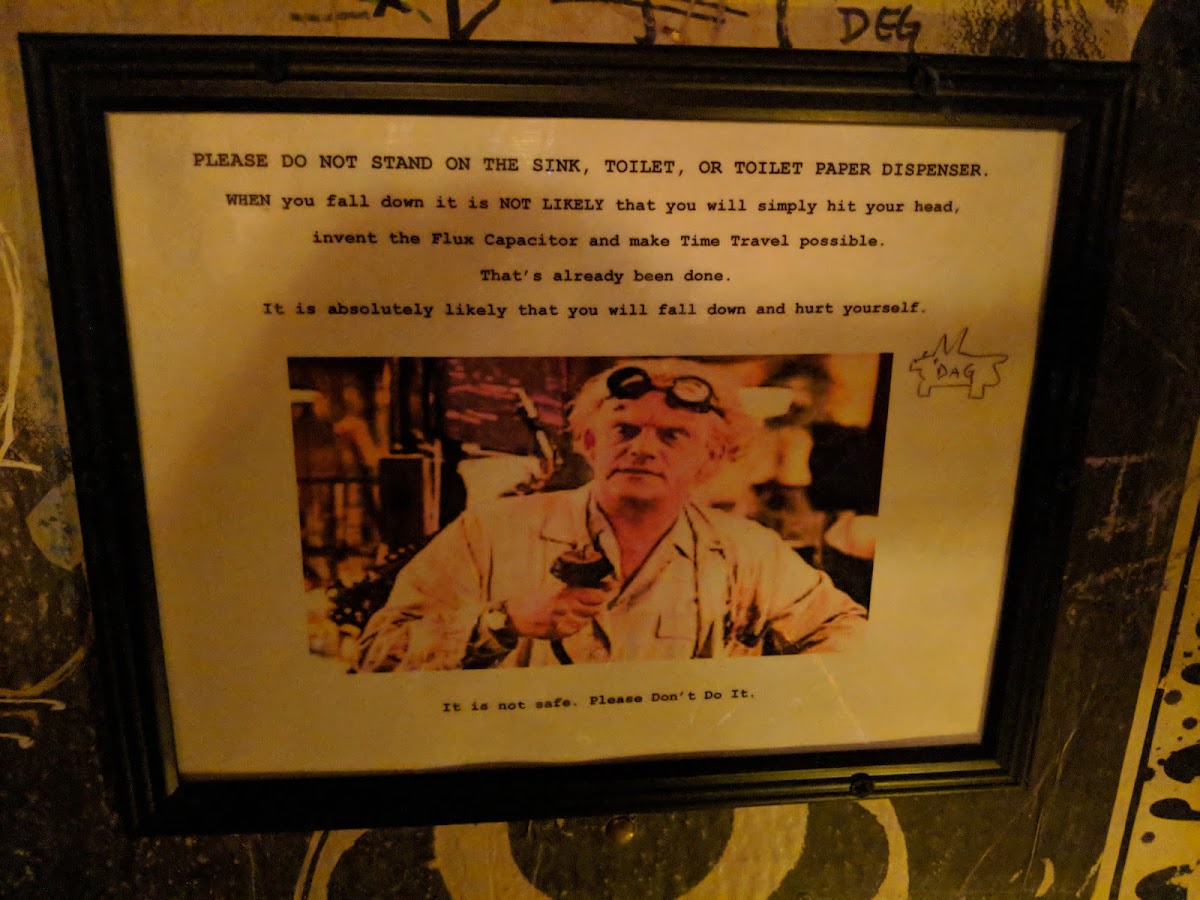 DEG
PLEASE DO NOT STAND ON THE SINK, TOILET, OR TOILET PAPER DISPENSER.
WHEN you fall down it is NOT LIKELY that you will simply hit your head,
invent the Flux Capacitor and make Time Travel possible.
That's already been done.
It is absolutely likely that you will fall down and hurt yourself.
DAG
It is not safe. Please Don't Do It.